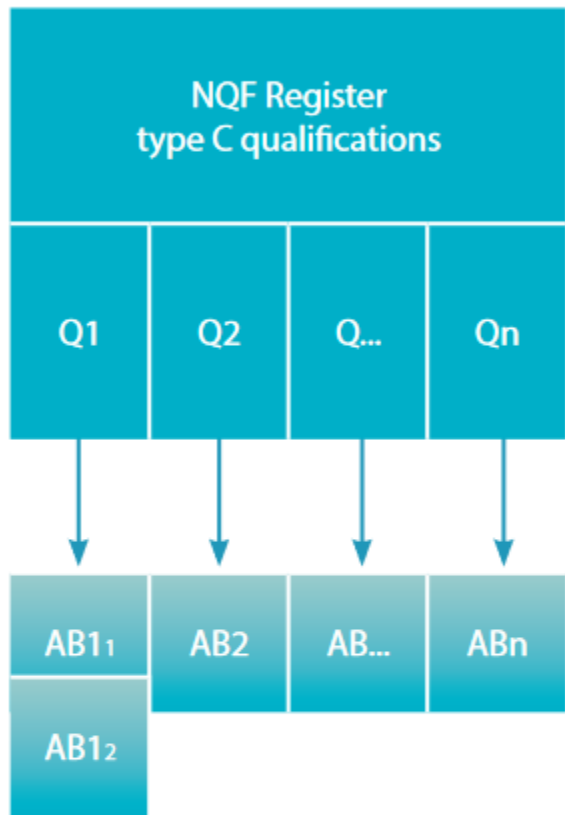 NQF Register
type C qualifications
Q1 Q2 Q... Qn
AB1₁ AB2 AB... ABn
AB1₂